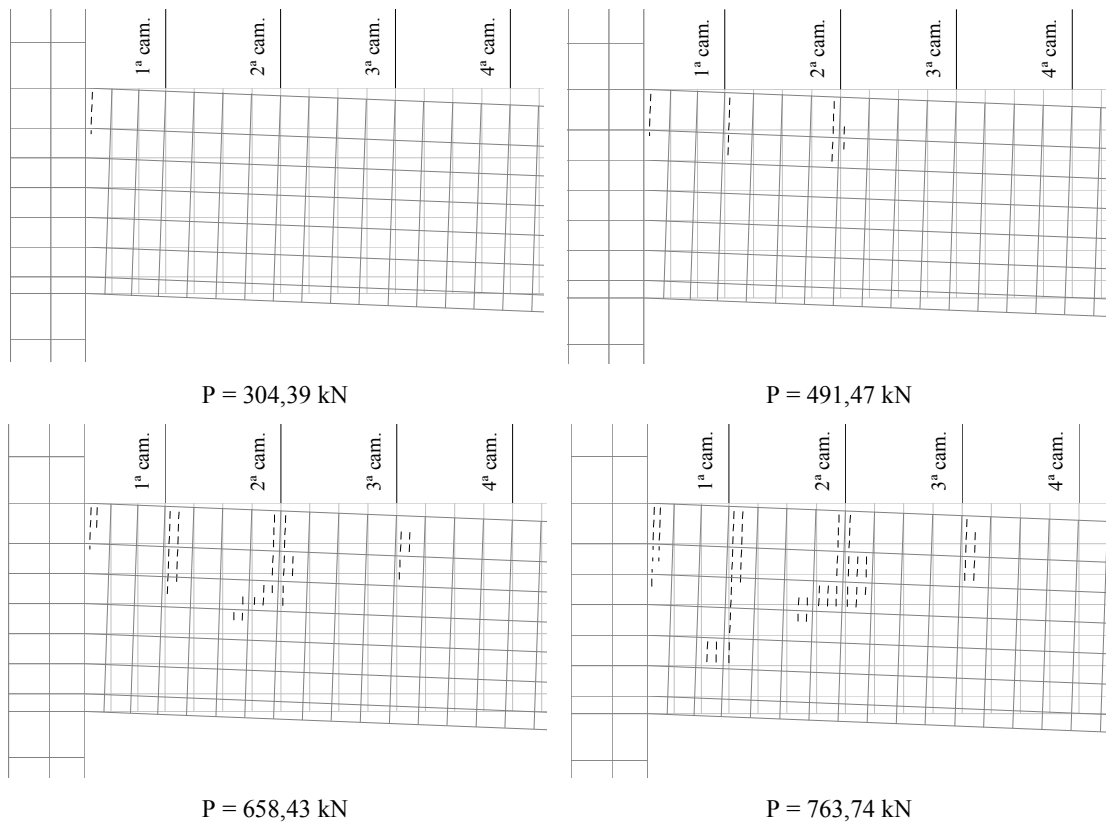 1ª cam.
2ª cam.
3ª cam.
4ª cam.
1ª cam.
2ª cam.
3ª cam.
4ª cam.
P = 304,39 kN
P = 491,47 kN
1ª cam.
2ª cam.
3ª cam.
4ª cam.
1ª cam.
2ª cam.
3ª cam.
4ª cam.
P = 658,43 kN
P = 763,74 kN